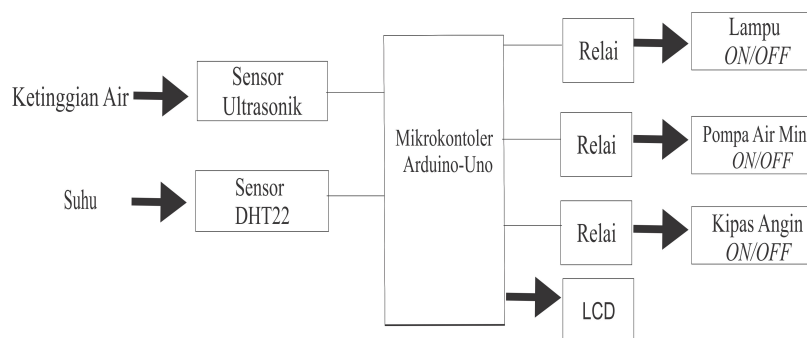 Ketinggian Air
Sensor
Ultrasonik
Suhu
Sensor
DHT22
Mikrokontoler
Arduino-Uno
Relai
Lampu
ON/OFF
Relai
Pompa Air Min
ON/OFF
Relai
Kipas Angin
ON/OFF
LCD